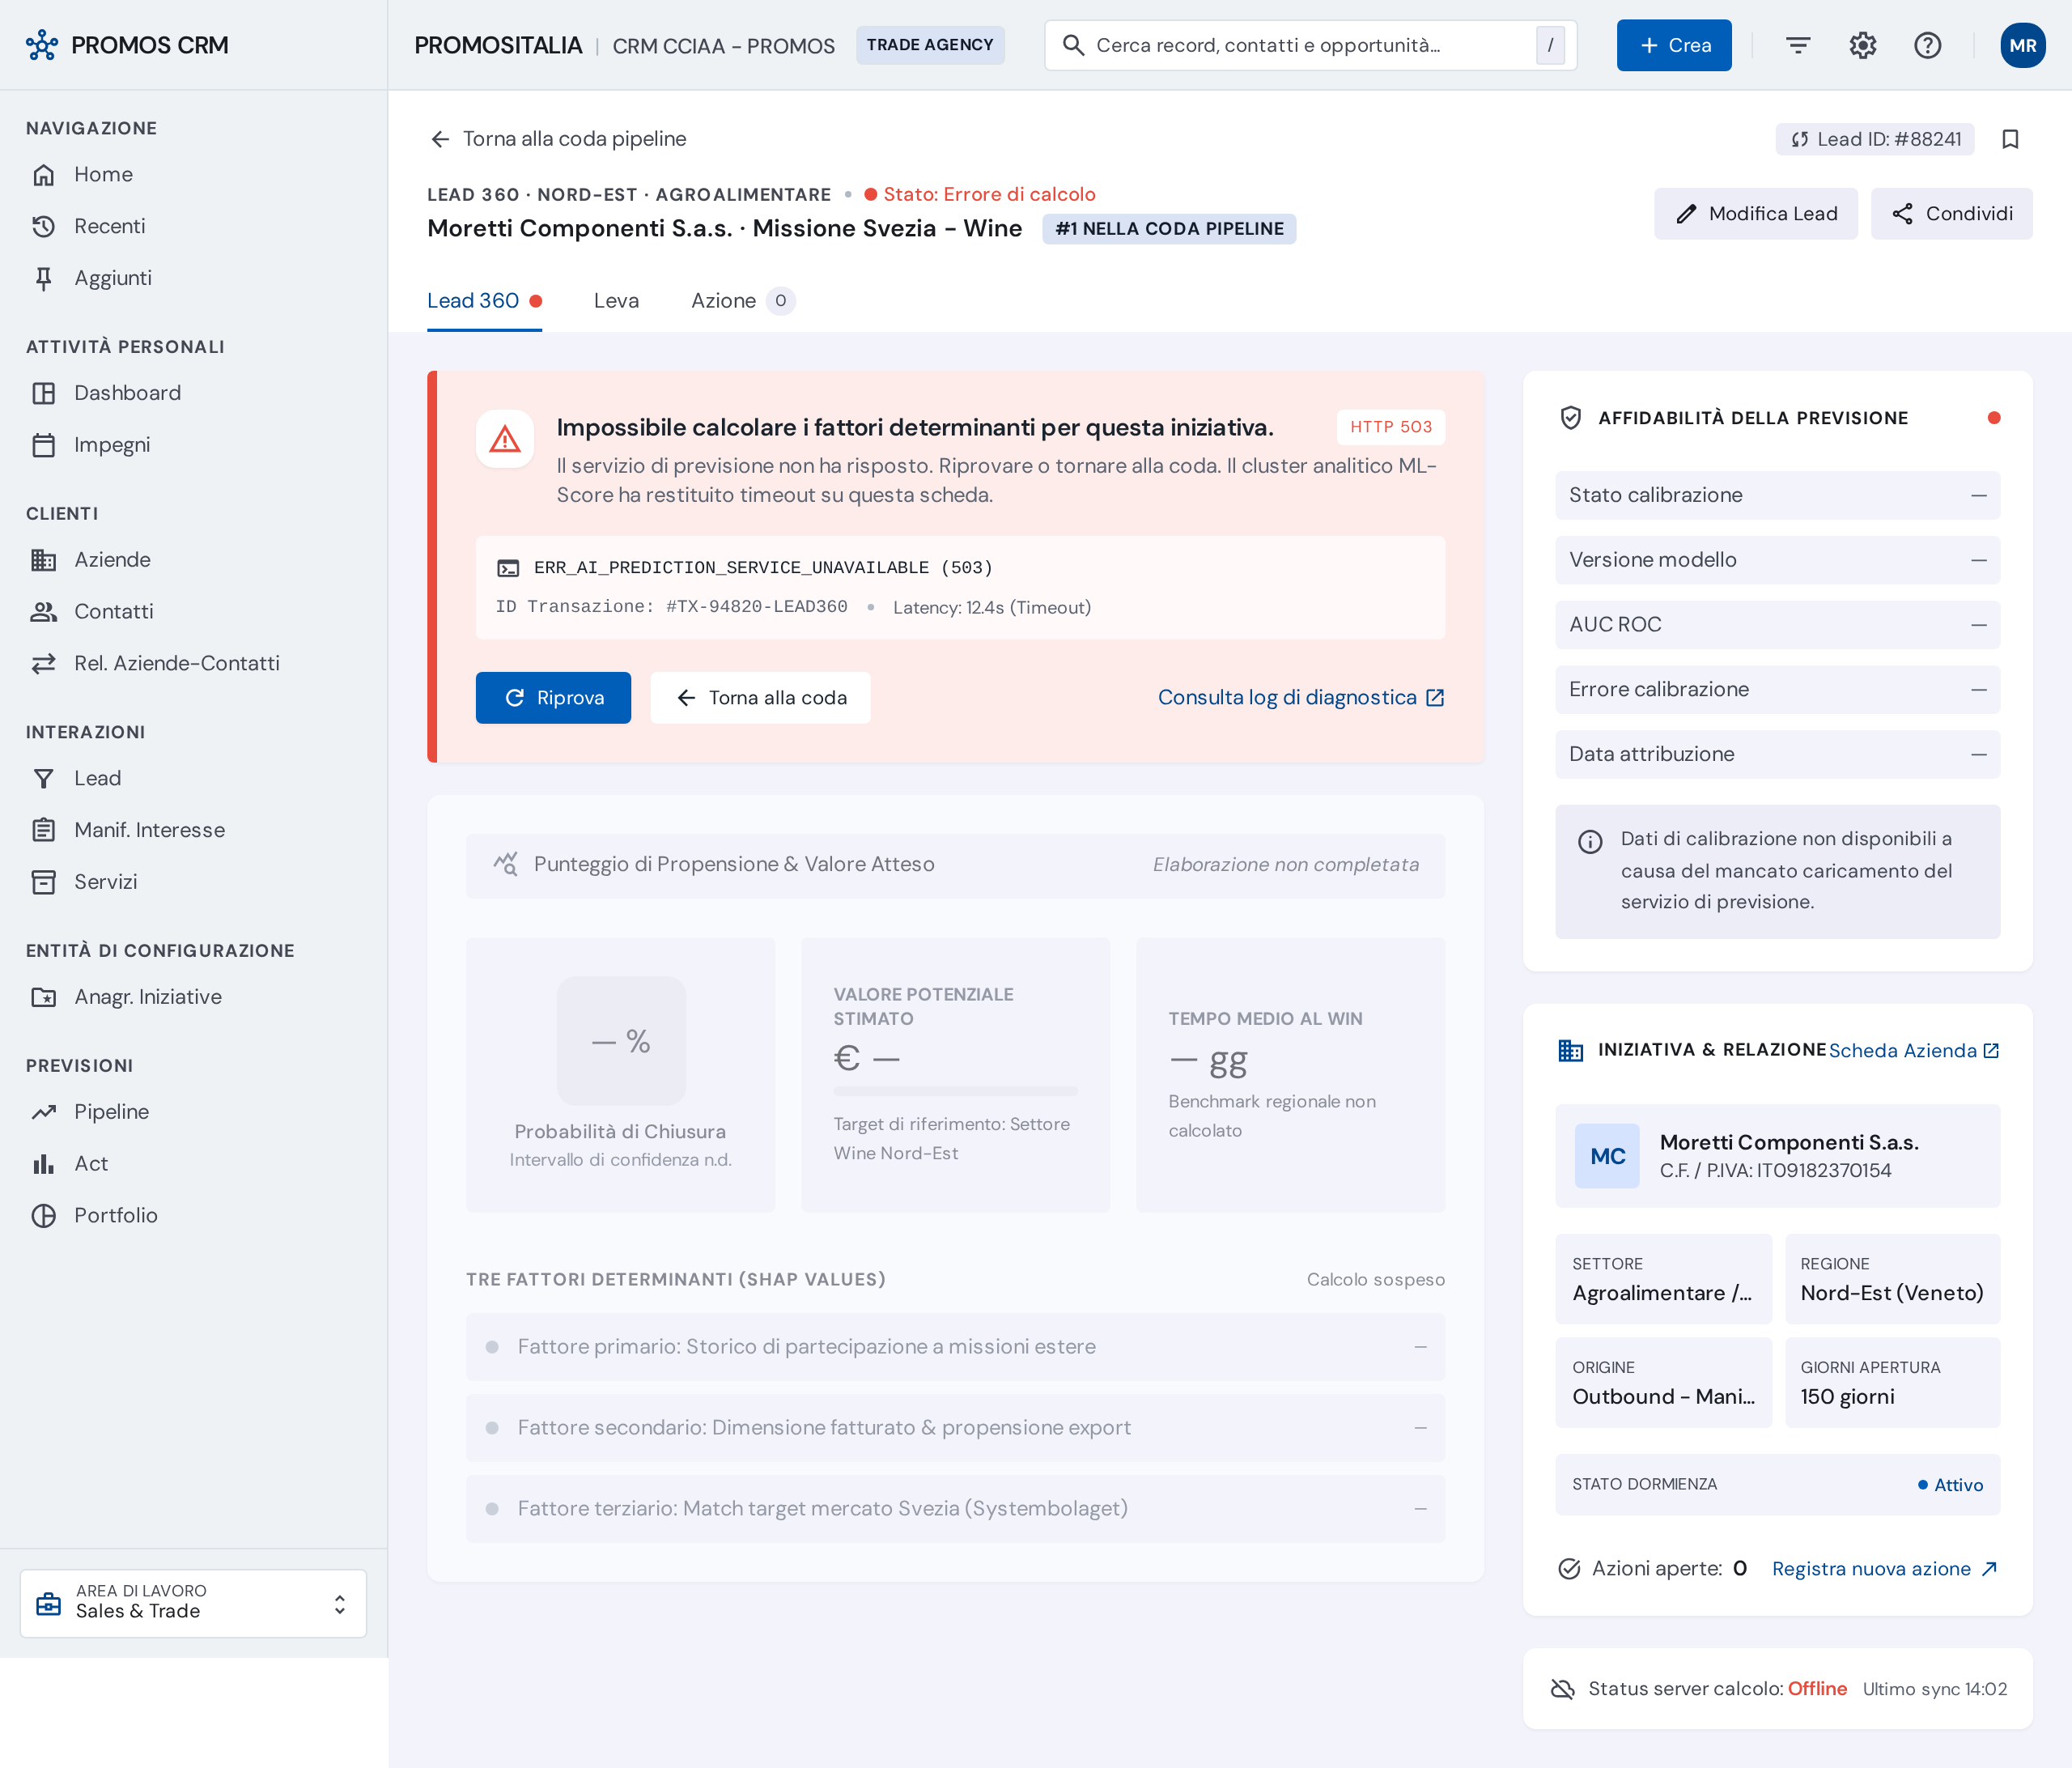 PROMOS CRM
PROMOSITALIA | CRM CCIAA - PROMOS
TRADE AGENCY
Cerca record, contatti e opportunità...
/
Crea
MR
NAVIGAZIONE
Home
Recenti
Aggiunti
ATTIVITÀ PERSONALI
Dashboard
Impegni
CLIENTI
Aziende
Contatti
Rel. Aziende-Contatti
INTERAZIONI
Lead
Manif. Interesse
Servizi
ENTITÀ DI CONFIGURAZIONE
Anagr. Iniziative
PREVISIONI
Pipeline
Act
Portfolio
AREA DI LAVORO
Sales & Trade
Torna alla coda pipeline
Lead ID: #88241
LEAD 360 · NORD-EST · AGROALIMENTARE • Stato: Errore di calcolo
Moretti Componenti S.a.s. · Missione Svezia - Wine
#1 NELLA CODA PIPELINE
Modifica Lead
Condividi
Lead 360
Leva
Azione 0
Impossibile calcolare i fattori determinanti per questa iniziativa.
HTTP 503
Il servizio di previsione non ha risposto. Riprovare o tornare alla coda. Il cluster analitico ML-
Score ha restituito timeout su questa scheda.
ERR_AI_PREDICTION_SERVICE_UNAVAILABLE (503)
ID Transazione: #TX-94820-LEAD360 • Latency: 12.4s (Timeout)
Riprova
Torna alla coda
Consulta log di diagnostica
Punteggio di Propensione & Valore Atteso
Elaborazione non completata
— %
Probabilità di Chiusura
Intervallo di confidenza n.d.
VALORE POTENZIALE
STIMATO
€ —
Target di riferimento: Settore
Wine Nord-Est
TEMPO MEDIO AL WIN
— gg
Benchmark regionale non
calcolato
TRE FATTORI DETERMINANTI (SHAP VALUES)
Calcolo sospeso
Fattore primario: Storico di partecipazione a missioni estere —
Fattore secondario: Dimensione fatturato & propensione export —
Fattore terziario: Match target mercato Svezia (Systembolaget) —
AFFIDABILITÀ DELLA PREVISIONE
Stato calibrazione —
Versione modello —
AUC ROC —
Errore calibrazione —
Data attribuzione —
Dati di calibrazione non disponibili a
causa del mancato caricamento del
servizio di previsione.
INIZIATIVA & RELAZIONE
Scheda Azienda
MC
Moretti Componenti S.a.s.
C.F. / P.IVA: IT09182370154
SETTORE
Agroalimentare /...
REGIONE
Nord-Est (Veneto)
ORIGINE
Outbound - Mani...
GIORNI APERTURA
150 giorni
STATO DORMIENZA
Attivo
Azioni aperte: 0
Registra nuova azione
Status server calcolo: Offline
Ultimo sync 14:02